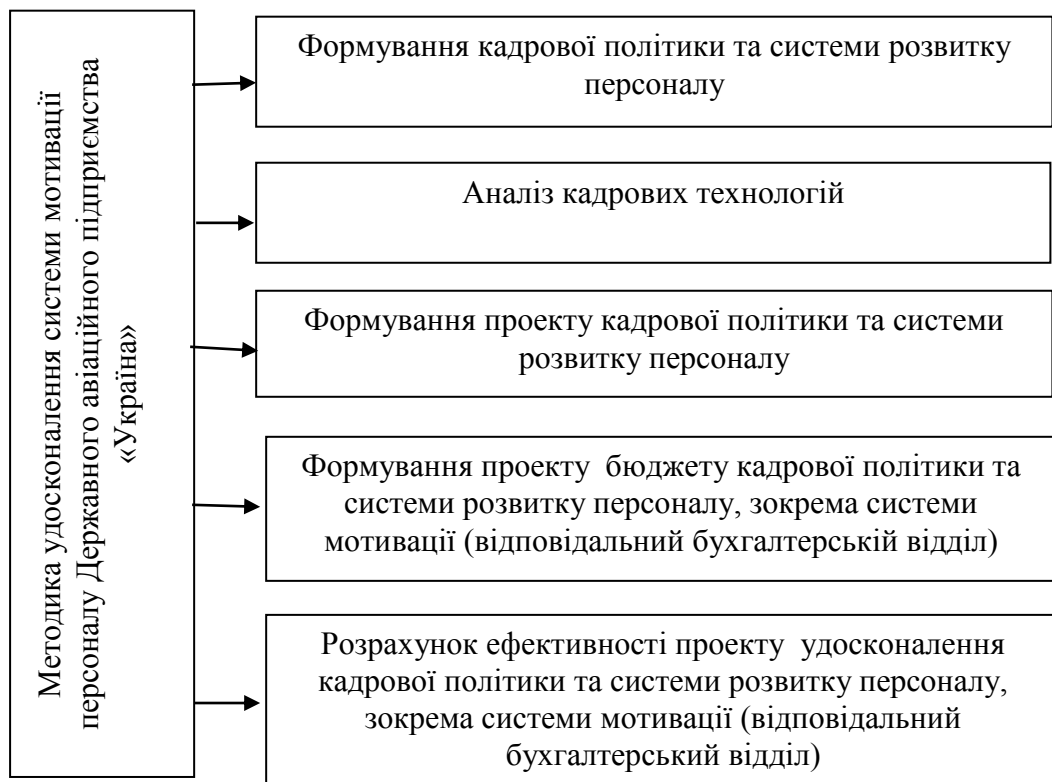 Методика удосконалення системи мотивації
персоналу Державного авіаційного підприємства
«Україна»
Формування кадрової політики та системи розвитку
персоналу
Аналіз кадрових технологій
Формування проекту кадрової політики та системи
розвитку персоналу
Формування проекту  бюджету кадрової політики та
системи розвитку персоналу, зокрема системи
мотивації (відповідальний бухгалтерській відділ)
Розрахунок ефективності проекту  удосконалення
кадрової політики та системи розвитку персоналу,
зокрема системи мотивації (відповідальний
бухгалтерський відділ)